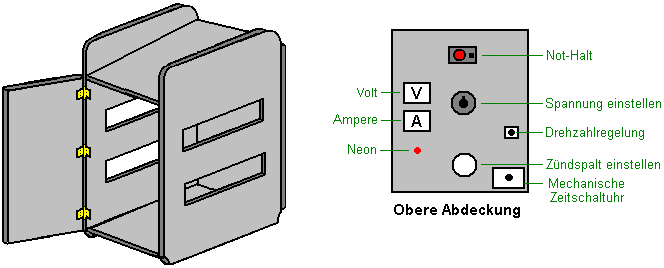 Not-Halt
Volt
V
Spannung einstellen
Ampere
A
Drehzahlregelung
Neon
Zündspalt einstellen
Mechanische
Zeitschaltuhr
Obere Abdeckung